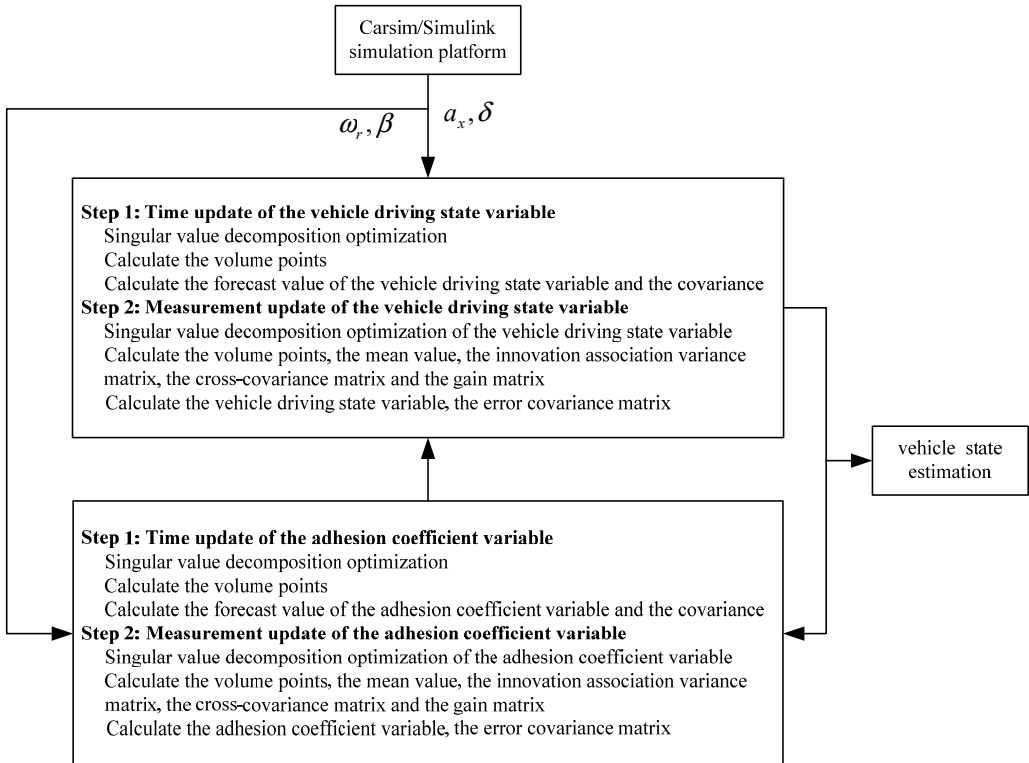 Carsim/Simulink
simulation platform
ω_r, β
a_x, δ
Step 1: Time update of the vehicle driving state variable
Singular value decomposition optimization
Calculate the volume points
Calculate the forecast value of the vehicle driving state variable and the covariance
Step 2: Measurement update of the vehicle driving state variable
Singular value decomposition optimization of the vehicle driving state variable
Calculate the volume points, the mean value, the innovation association variance
matrix, the cross-covariance matrix and the gain matrix
Calculate the vehicle driving state variable, the error covariance matrix
vehicle state
estimation
Step 1: Time update of the adhesion coefficient variable
Singular value decomposition optimization
Calculate the volume points
Calculate the forecast value of the adhesion coefficient variable and the covariance
Step 2: Measurement update of the adhesion coefficient variable
Singular value decomposition optimization of the adhesion coefficient variable
Calculate the volume points, the mean value, the innovation association variance
matrix, the cross-covariance matrix and the gain matrix
Calculate the adhesion coefficient variable, the error covariance matrix